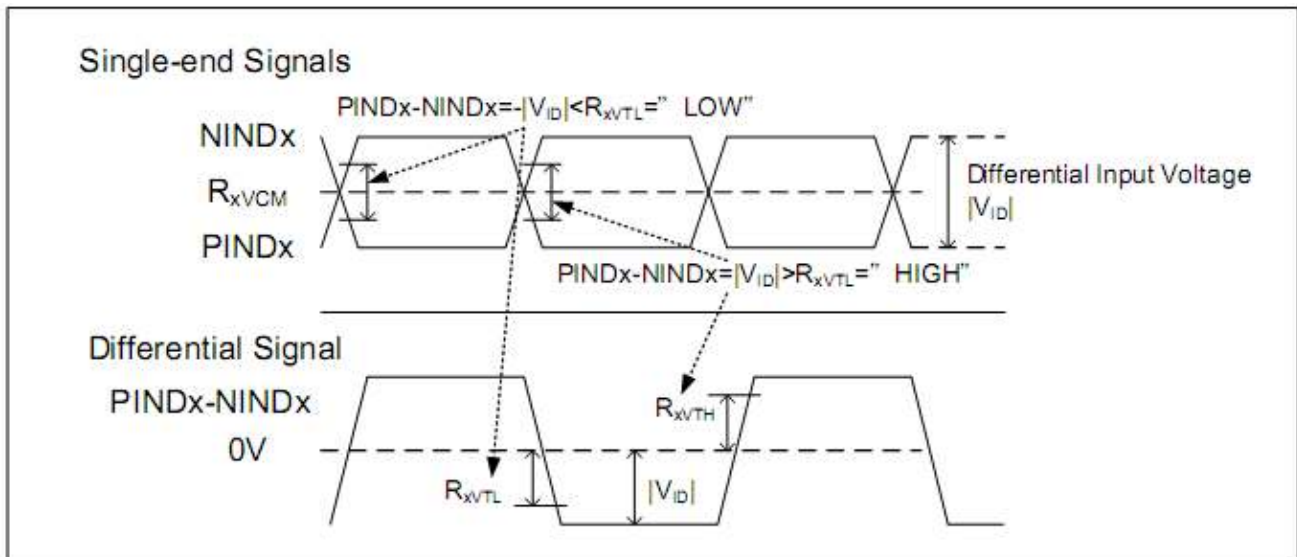 Single-end Signals
PINDx-NINDx=-|VID|<RxVTL=” LOW”
NINDx
RxVCM
PINDx
Differential Input Voltage
|VID|
PINDx-NINDx=|VID|>RxVTL=” HIGH”
Differential Signal
PINDx-NINDx
0V
RxVTH
RxVTL
|VID|